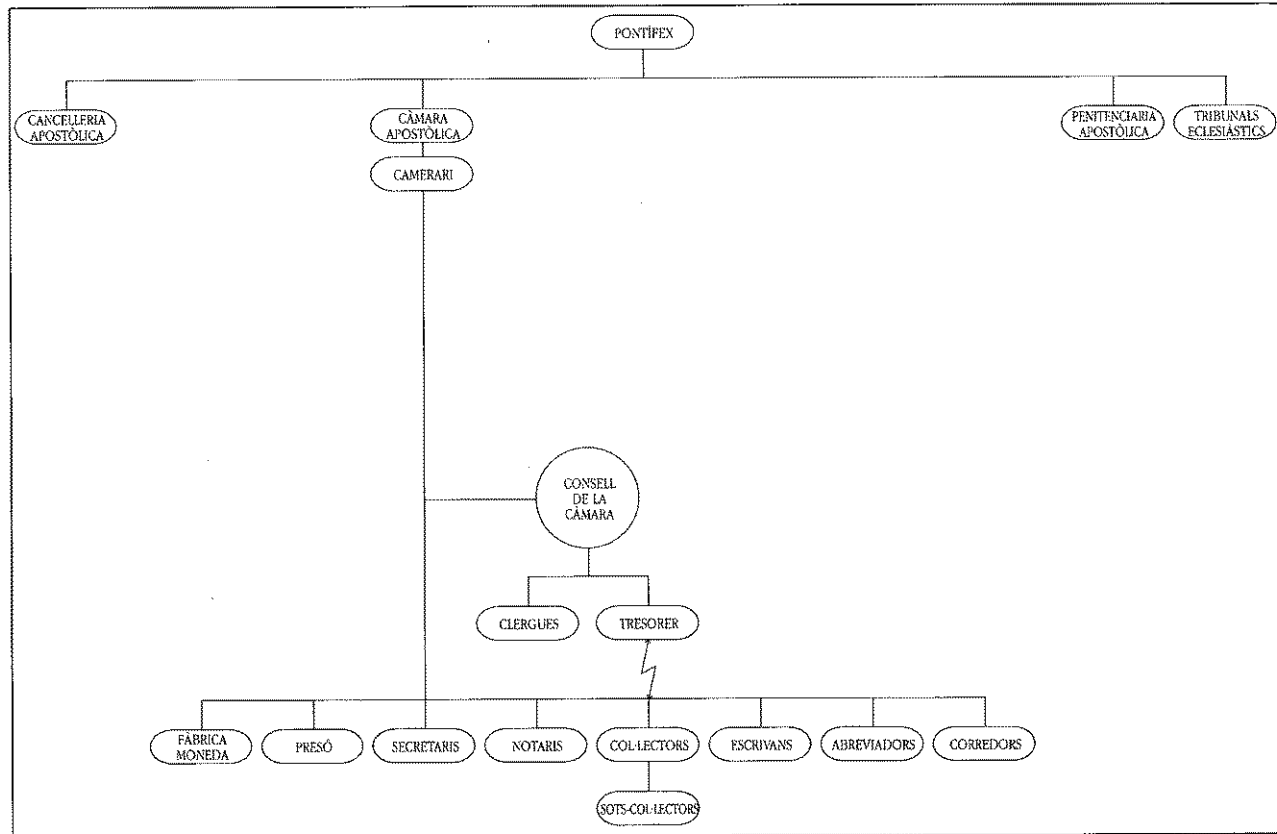 PONTÍFEX
CANCELLERIA
APOSTÒLICA
CÀMARA
APOSTÒLICA
PENITENCIARIA
APOSTÒLICA
TRIBUNALS
ECLESIÀSTICS
CAMERARI
CONSELL
DE LA
CÀMARA
CLERGUES
TRESORER
FÀBRICA
MONEDA
PRESÓ
SECRETARIS
NOTARIS
COL·LECTORS
ESCRIVANS
ABREVIADORS
CORREDORS
SOTS-COL·LECTORS